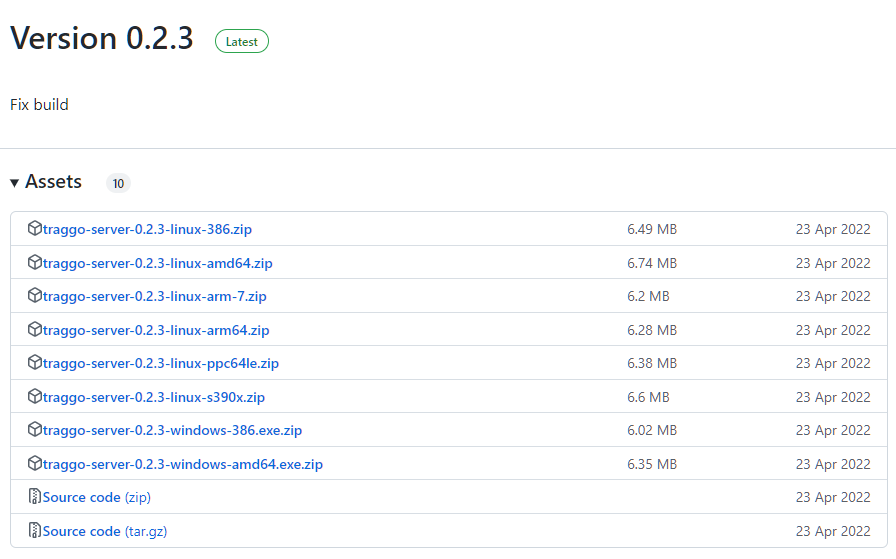 Version 0.2.3 Latest
Fix build
Assets 10
traggo-server-0.2.3-linux-386.zip 6.49 MB 23 Apr 2022
traggo-server-0.2.3-linux-amd64.zip 6.74 MB 23 Apr 2022
traggo-server-0.2.3-linux-arm-7.zip 6.2 MB 23 Apr 2022
traggo-server-0.2.3-linux-arm64.zip 6.28 MB 23 Apr 2022
traggo-server-0.2.3-linux-ppc64le.zip 6.38 MB 23 Apr 2022
traggo-server-0.2.3-linux-s390x.zip 6.6 MB 23 Apr 2022
traggo-server-0.2.3-windows-386.exe.zip 6.02 MB 23 Apr 2022
traggo-server-0.2.3-windows-amd64.exe.zip 6.35 MB 23 Apr 2022
Source code (zip) 23 Apr 2022
Source code (tar.gz) 23 Apr 2022